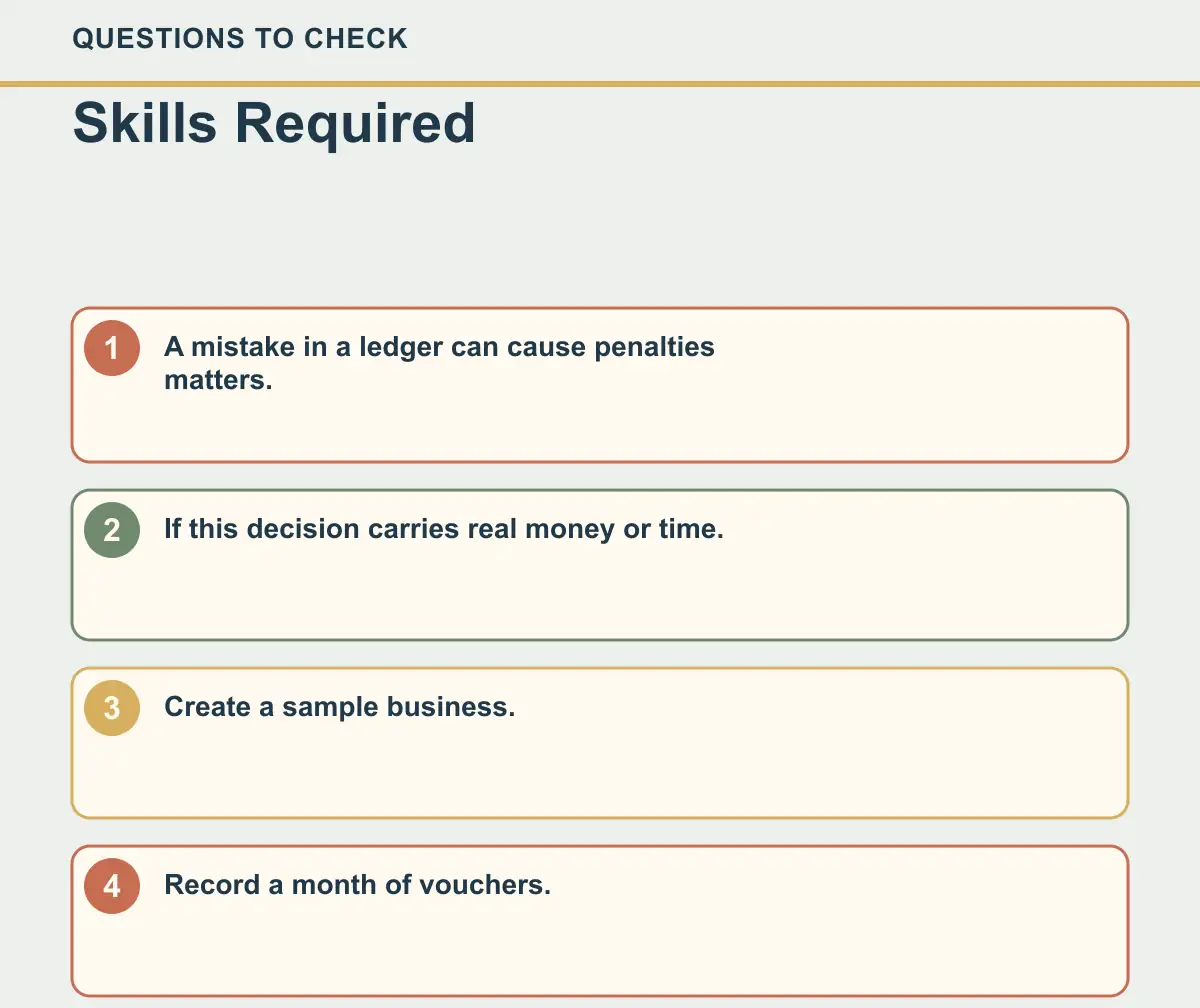 QUESTIONS TO CHECK
Skills Required
1
A mistake in a ledger can cause penalties
matters.
2
If this decision carries real money or time.
3
Create a sample business.
4
Record a month of vouchers.